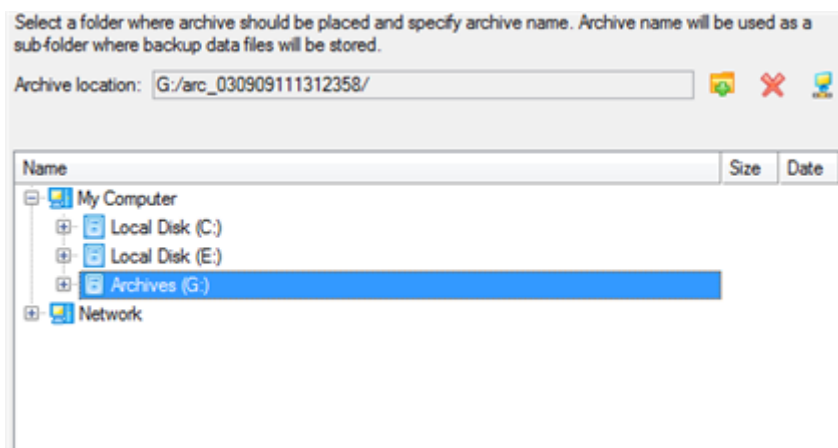 Select a folder where archive should be placed and specify archive name. Archive name will be used as a
sub-folder where backup data files will be stored.
Archive location: G:/arc_030909111312358/
Name Size Date
My Computer
Local Disk (C:)
Local Disk (E:)
Archives (G:)
Network